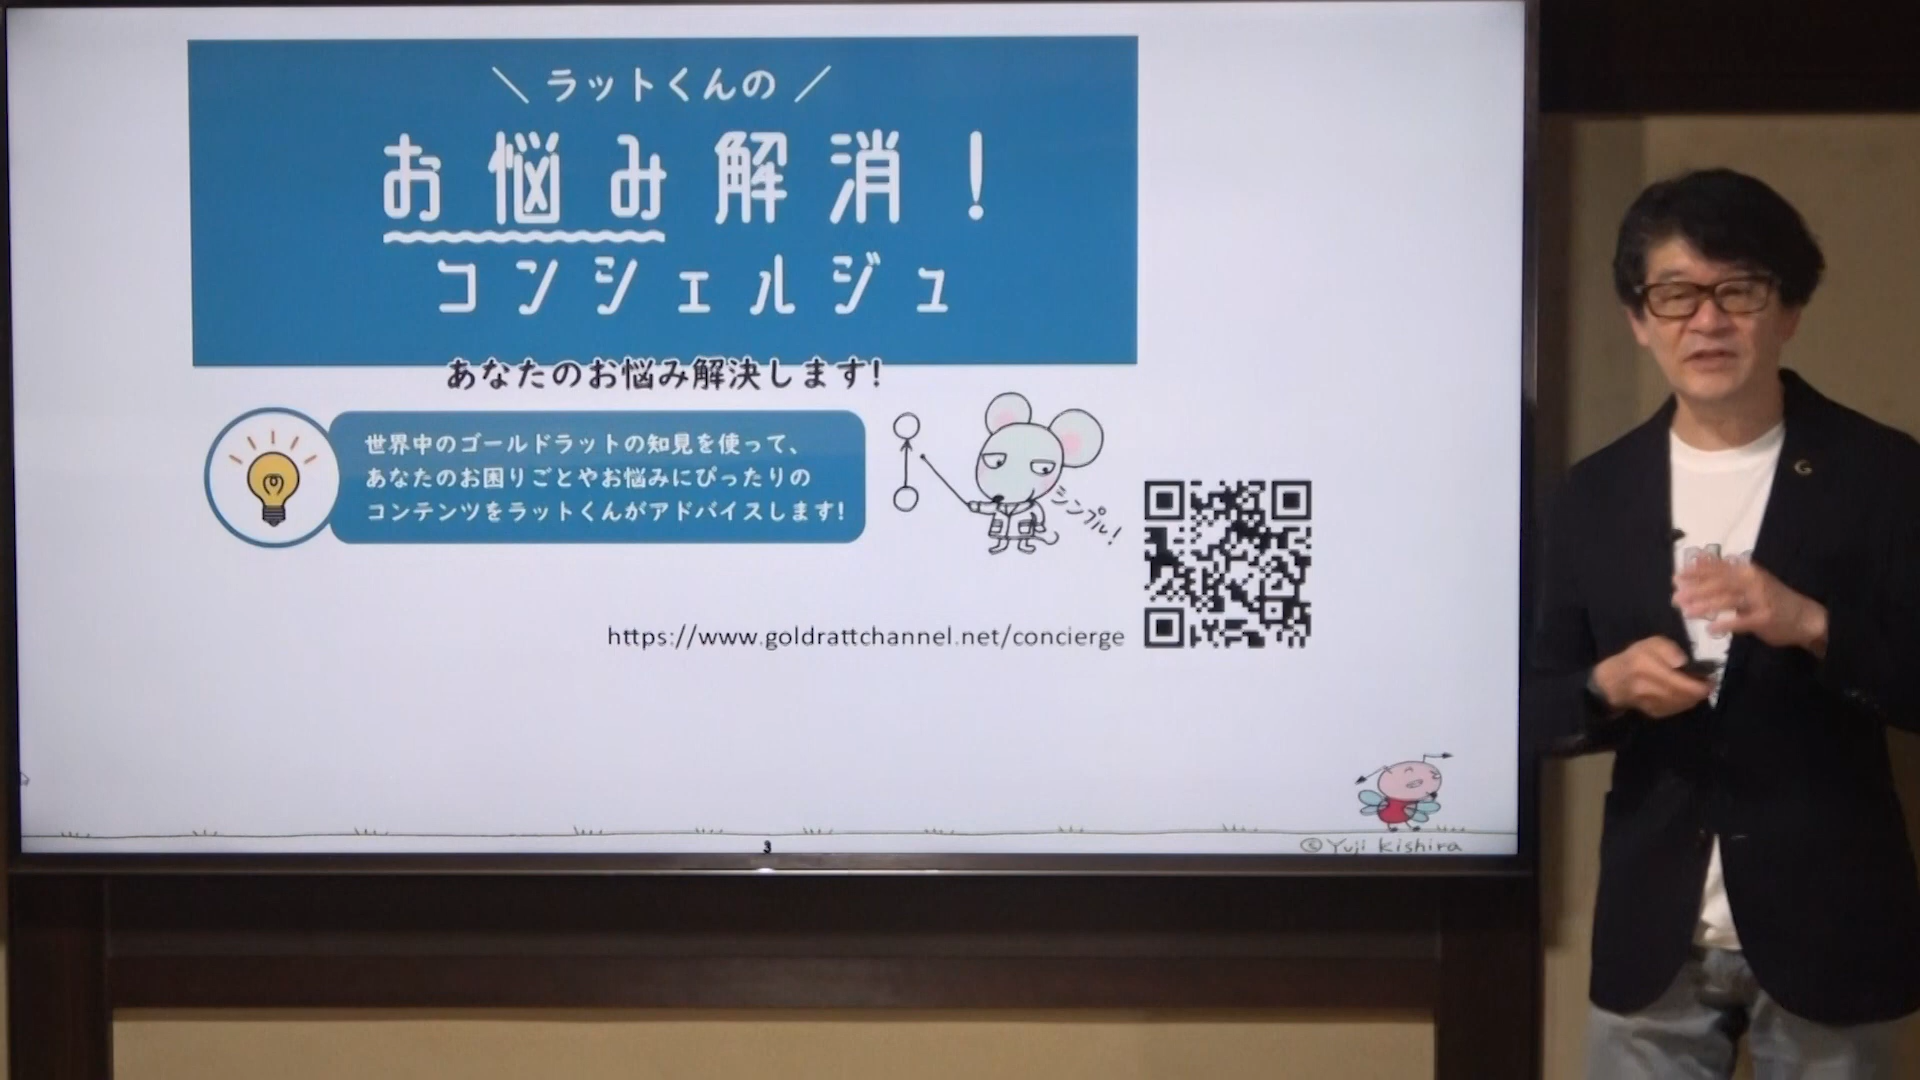 ＼ ラットくんの ／
お悩み解消！
コンシェルジュ
あなたのお悩み解決します!
世界中のゴールドラットの知見を使って、
あなたのお困りごとやお悩みにぴったりの
コンテンツをラットくんがアドバイスします!
シンプル!
https://www.goldrattchannel.net/concierge
3
©Yuji Kishira
G